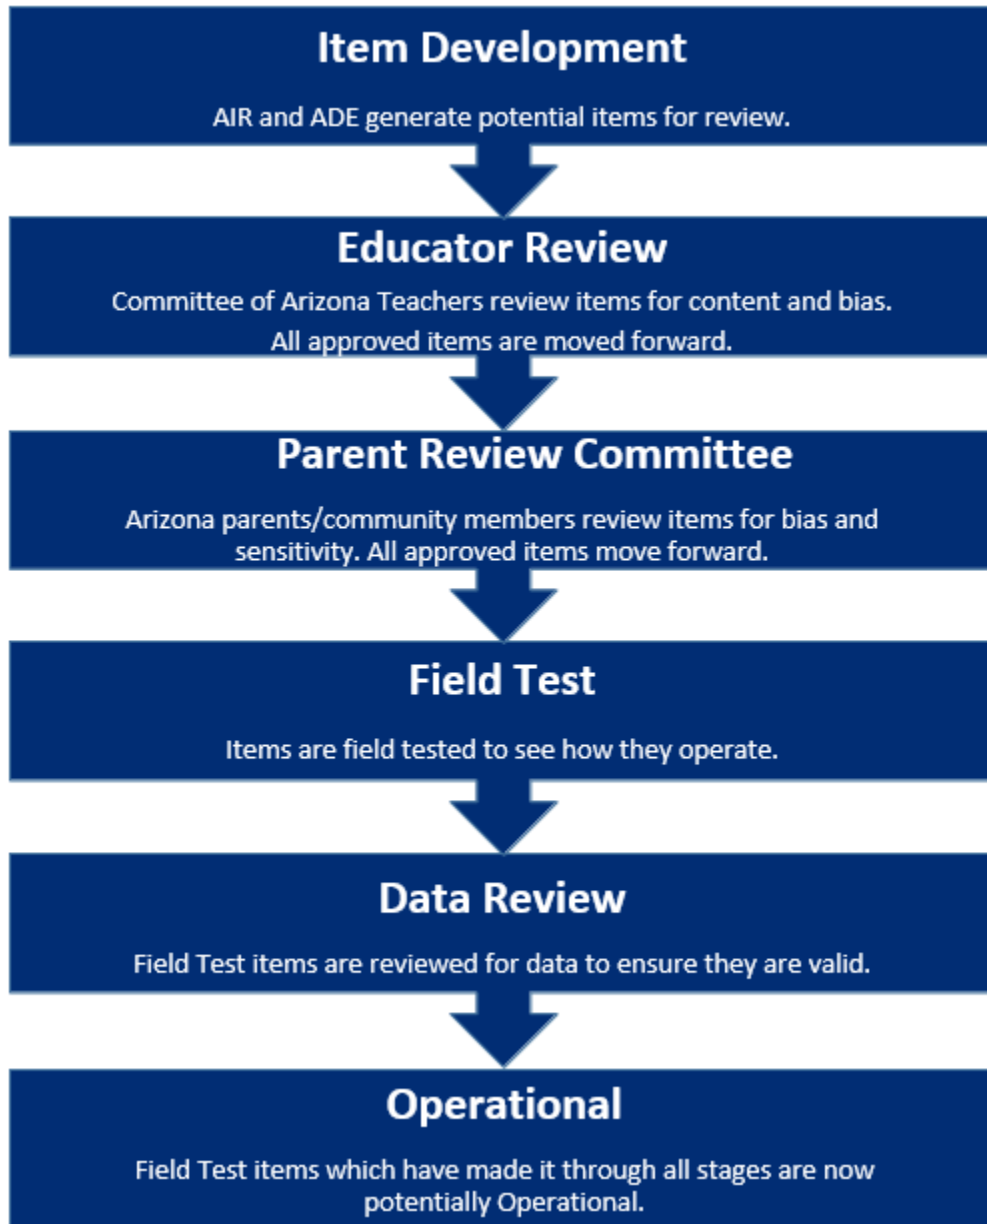 Item Development
AIR and ADE generate potential items for review.
Educator Review
Committee of Arizona Teachers review items for content and bias.
All approved items are moved forward.
Parent Review Committee
Arizona parents/community members review items for bias and
sensitivity. All approved items move forward.
Field Test
Items are field tested to see how they operate.
Data Review
Field Test items are reviewed for data to ensure they are valid.
Operational
Field Test items which have made it through all stages are now
potentially Operational.